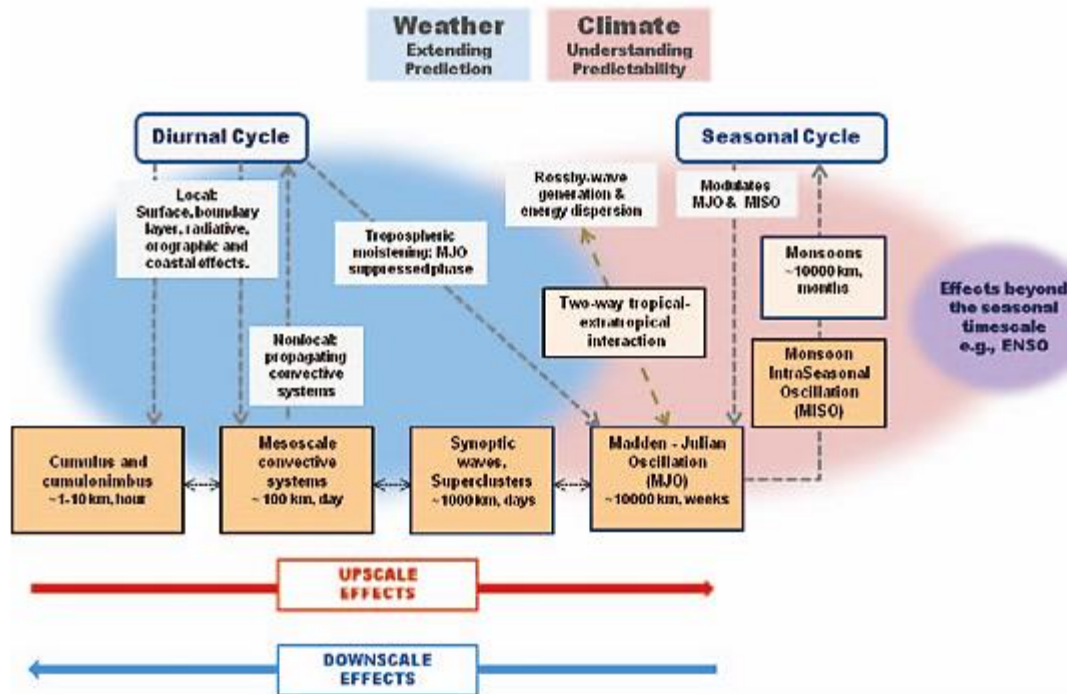 Weather
Extending
Prediction
Climate
Understanding
Predictability
Diurnal Cycle
Seasonal Cycle
Local:
Surface, boundary
layer, radiative,
orographic and
coastal effects.
Tropospheric
moistening: MJO
suppressed phase
Rossby-wave
generation &
energy dispersion
Modulates
MJO & MISO
Nonlocal:
propagating
convective
systems
Two-way tropical-
extratropical
interaction
Monsoons
~10000 km,
months
Monsoon
IntraSeasonal
Oscillation
(MISO)
Effects beyond
the seasonal
timescale
e.g., ENSO
Cumulus and
cumulonimbus
~1-10 km, hour
Mesoscale
convective
systems
~100 km, day
Synoptic
waves,
Superclusters
~1000 km, days
Madden - Julian
Oscillation
(MJO)
~10000 km, weeks
UPSCALE
EFFECTS
DOWNSCALE
EFFECTS